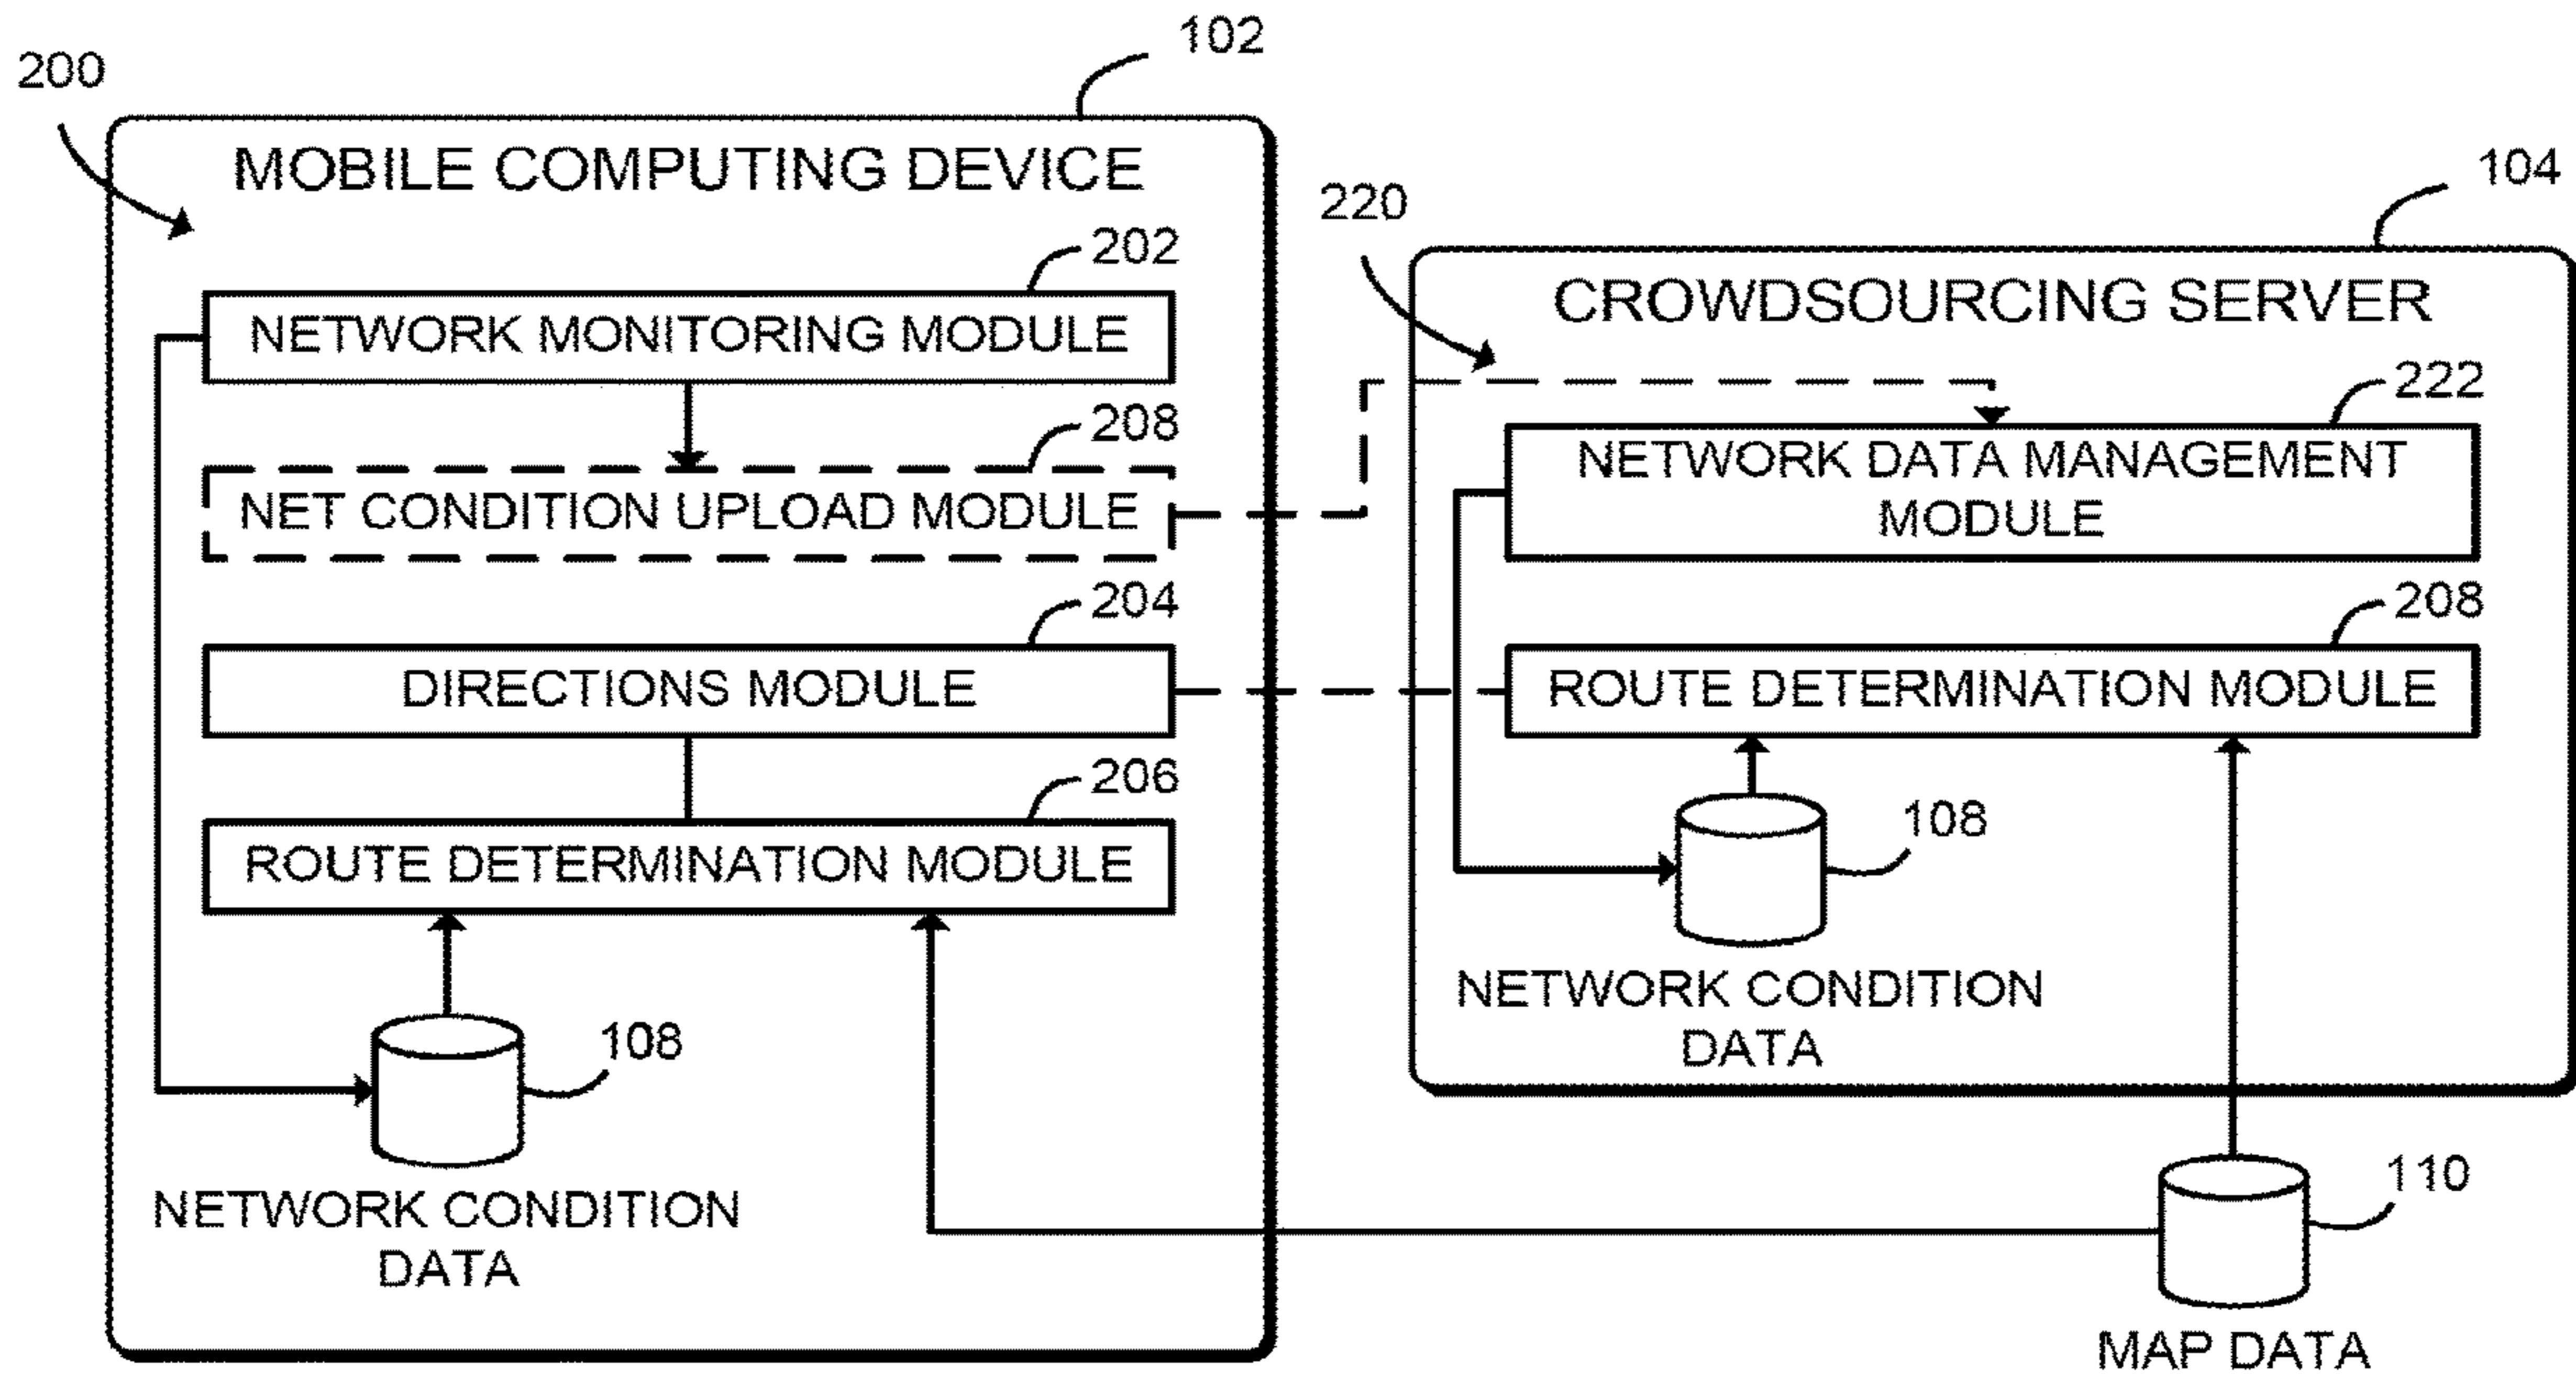 200
102
MOBILE COMPUTING DEVICE
202
NETWORK MONITORING MODULE
208
NET CONDITION UPLOAD MODULE
204
DIRECTIONS MODULE
206
ROUTE DETERMINATION MODULE
108
NETWORK CONDITION
DATA
104
220
CROWDSOURCING SERVER
222
NETWORK DATA MANAGEMENT
MODULE
208
ROUTE DETERMINATION MODULE
108
NETWORK CONDITION
DATA
110
MAP DATA